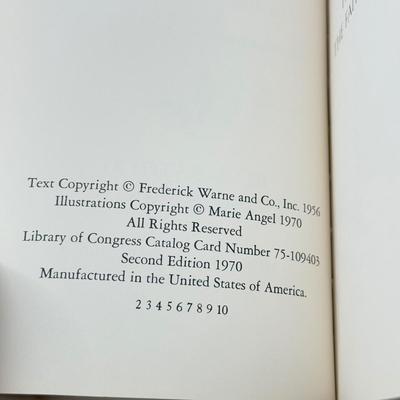 Text Copyright © Frederick Warne and Co., Inc. 1956
Illustrations Copyright © Marie Angel 1970
All Rights Reserved
Library of Congress Catalog Card Number 75-109403
Second Edition 1970
Manufactured in the United States of America.
2 3 4 5 6 7 8 9 10
THE